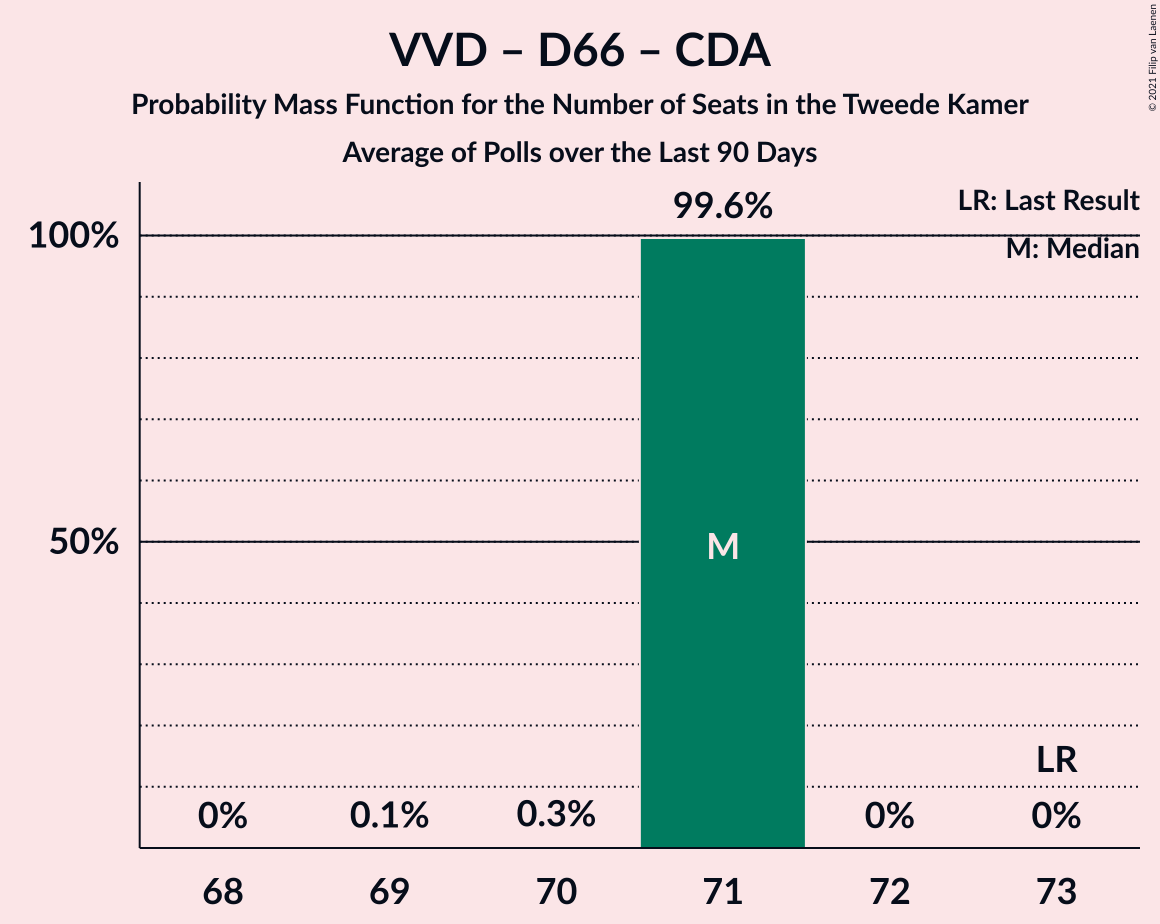 VVD – D66 – CDA
Probability Mass Function for the Number of Seats in the Tweede Kamer
Average of Polls over the Last 90 Days
© 2021 Filip van Laenen
LR: Last Result
M: Median
99.6%
100%
50%
M
LR
0%
0.1%
0.3%
0%
0%
68
69
70
71
72
73